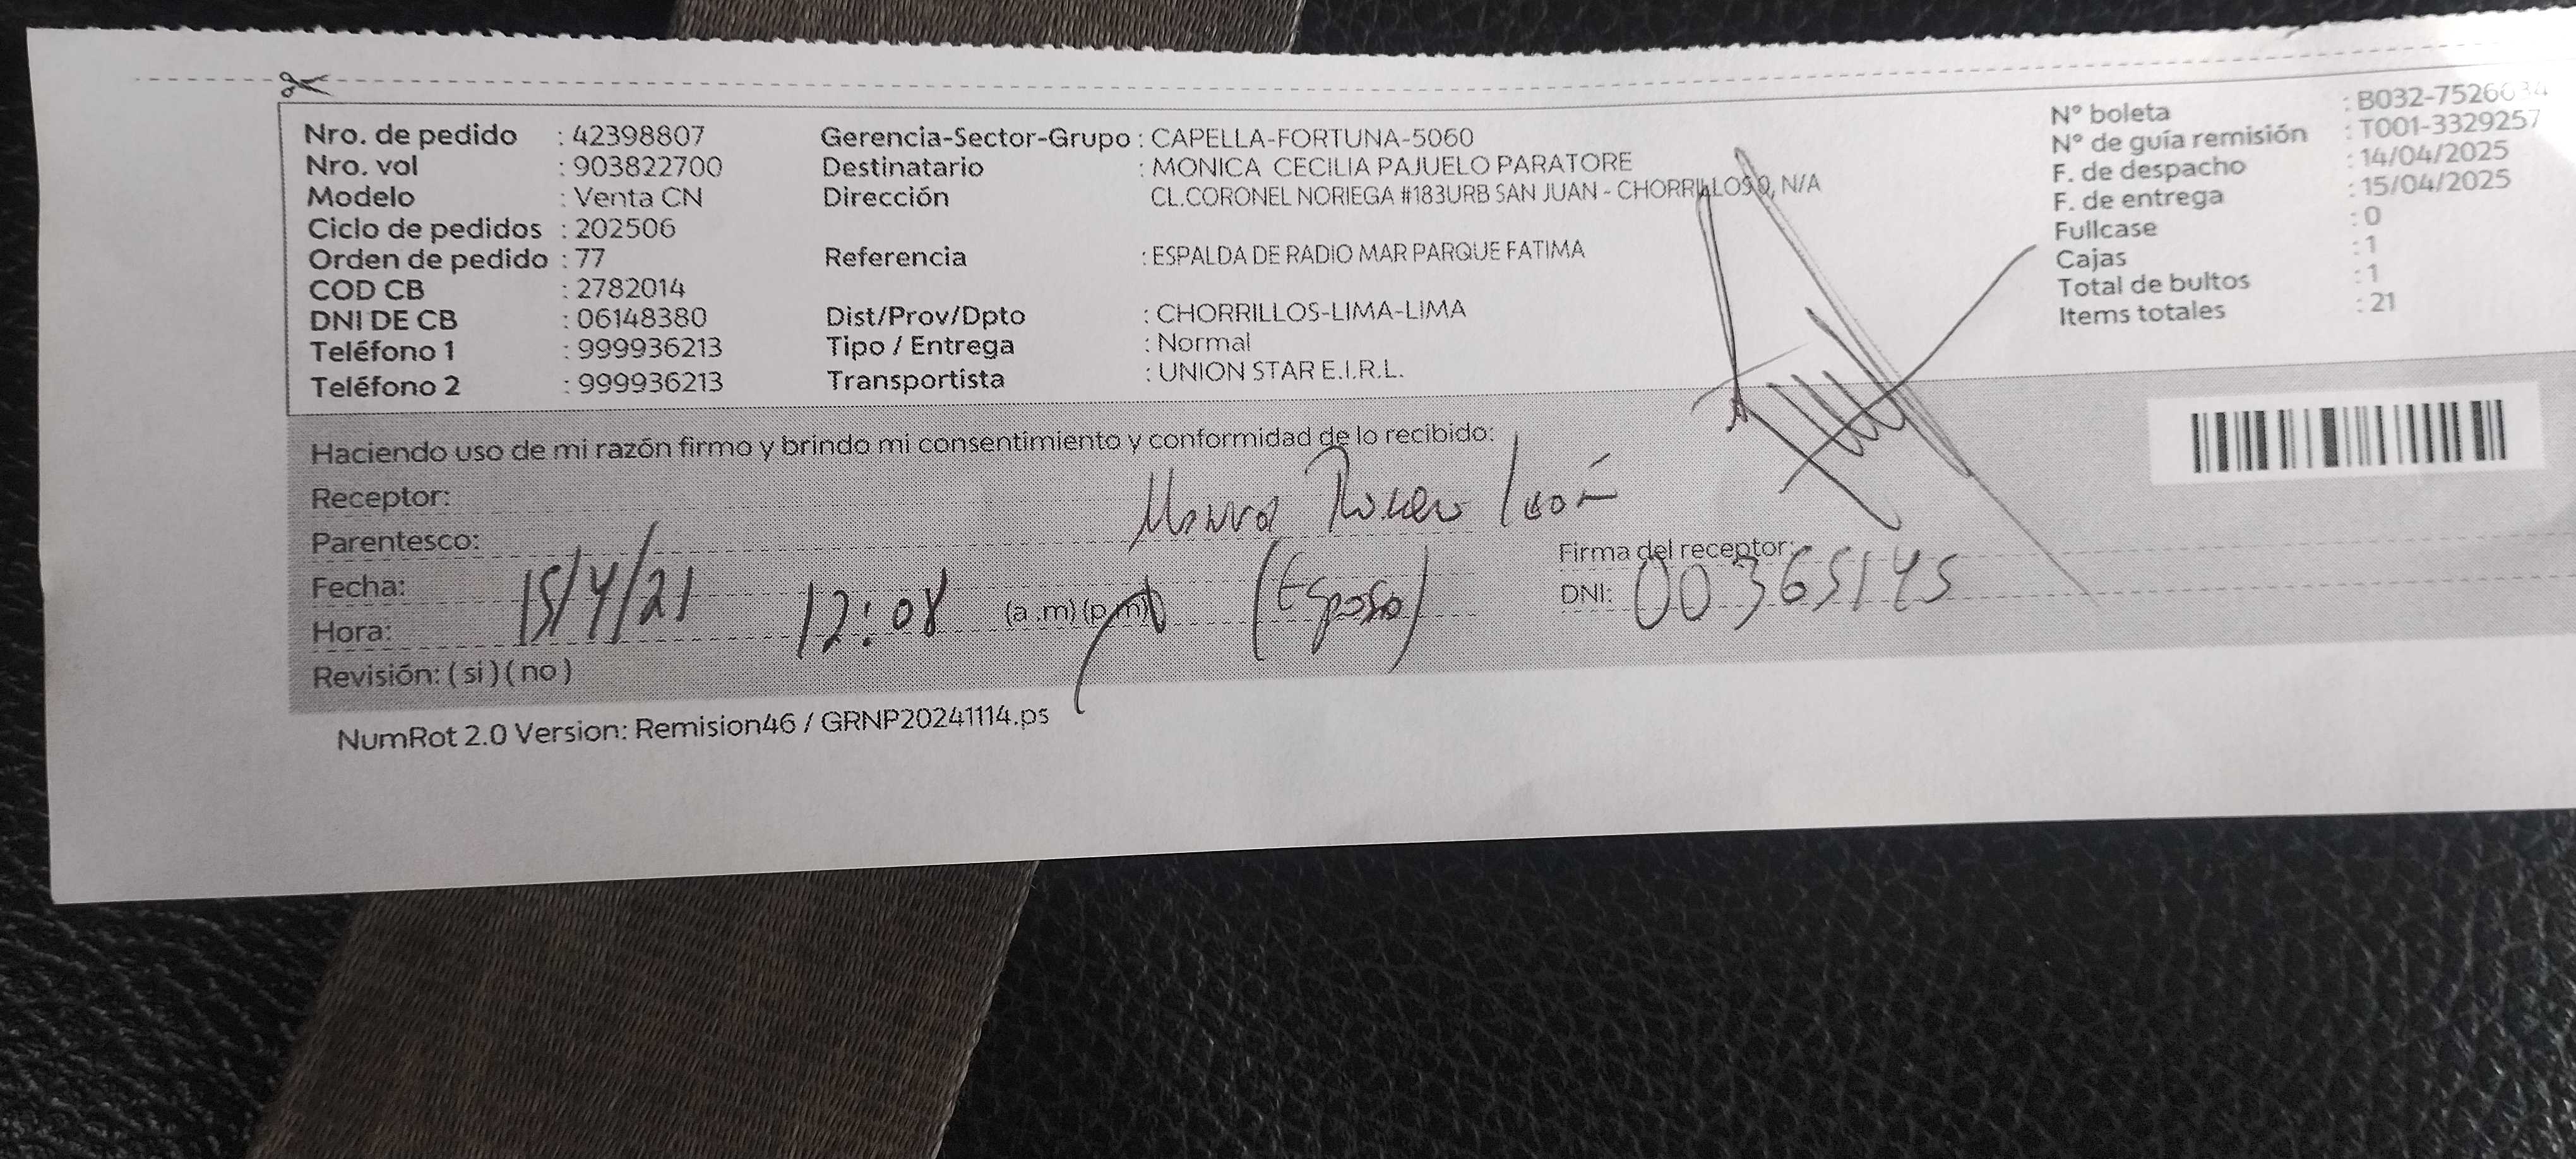 Nro. de pedido : 42398807 Gerencia-Sector-Grupo : CAPELLA-FORTUNA-5060 N° boleta : B032-7526034
Nro. vol : 903822700 Destinatario : MONICA CECILIA PAJUELO PARATORE N° de guía remisión : T001-3329257
Modelo : Venta CN Dirección CL.CORONEL NORIEGA #183URB SAN JUAN - CHORRILLOS 0, N/A F. de despacho : 14/04/2025
Ciclo de pedidos : 202506 F. de entrega : 15/04/2025
Orden de pedido : 77 Referencia : ESPALDA DE RADIO MAR PARQUE FATIMA Fullcase : 0
COD CB : 2782014 Cajas : 1
DNI DE CB : 06148380 Dist/Prov/Dpto : CHORRILLOS-LIMA-LIMA Total de bultos : 1
Teléfono 1 : 999936213 Tipo / Entrega : Normal Items totales : 21
Teléfono 2 : 999936213 Transportista : UNION STAR E.I.R.L.
Haciendo uso de mi razón firmo y brindo mi consentimiento y conformidad de lo recibido:
Receptor:
Parentesco: Firma del receptor:
Fecha: 15/4/21 (Esposo) DNI: 00365145
Hora: 12:08 (a.m) (p.m)
Revisión: ( si ) ( no )
NumRot 2.0 Version: Remision46 / GRNP20241114.ps